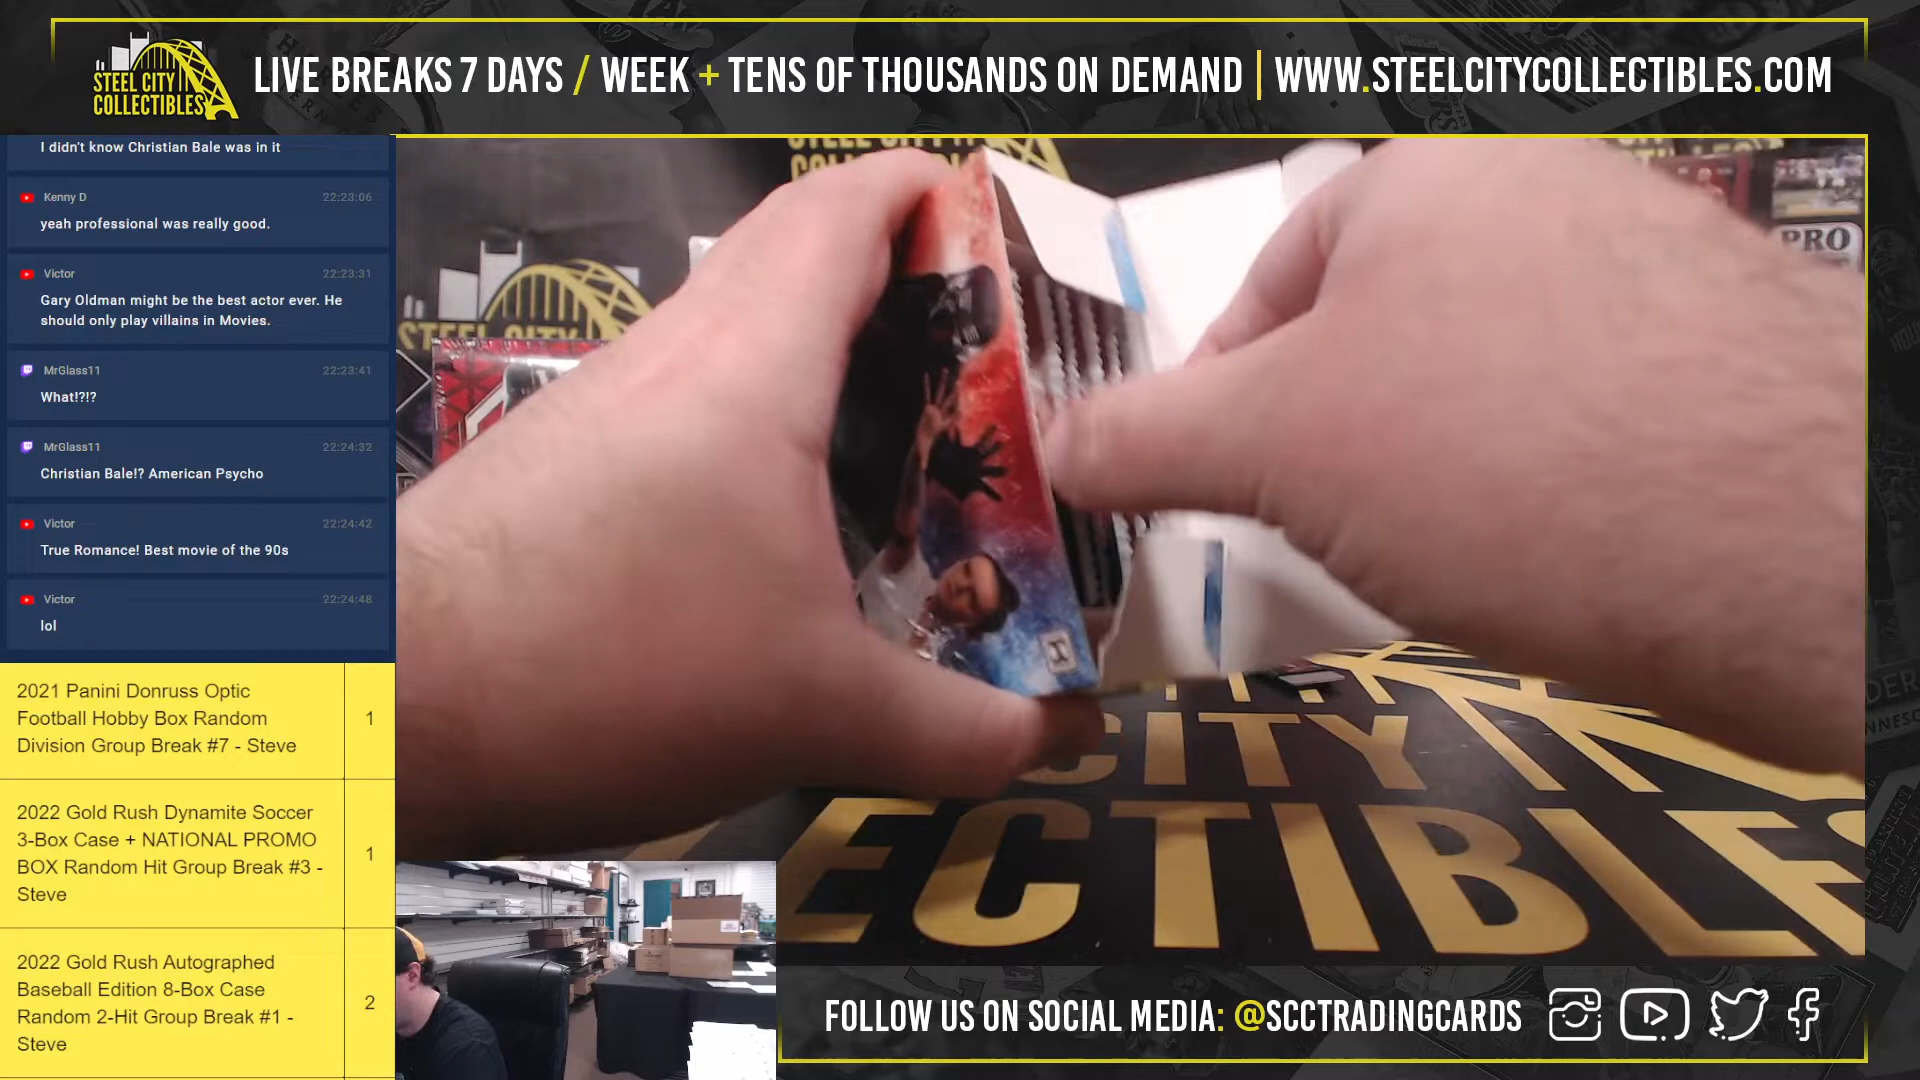 STEEL CITY
COLLECTIBLES
LIVE BREAKS 7 DAYS / WEEK + TENS OF THOUSANDS ON DEMAND | WWW.STEELCITYCOLLECTIBLES.COM
I didn't know Christian Bale was in it
Kenny D 22:23:06
yeah professional was really good.
Victor 22:23:31
Gary Oldman might be the best actor ever. He
should only play villains in Movies.
MrGlass11 22:23:41
What!?!?
MrGlass11 22:24:32
Christian Bale!? American Psycho
Victor 22:24:42
True Romance! Best movie of the 90s
Victor 22:24:48
lol
2021 Panini Donruss Optic
Football Hobby Box Random
Division Group Break #7 - Steve
1
2022 Gold Rush Dynamite Soccer
3-Box Case + NATIONAL PROMO
BOX Random Hit Group Break #3 -
Steve
1
2022 Gold Rush Autographed
Baseball Edition 8-Box Case
Random 2-Hit Group Break #1 -
Steve
2
STEEL CITY
PRO
CITY
ECTIBLES
FOLLOW US ON SOCIAL MEDIA: @SCCTRADINGCARDS